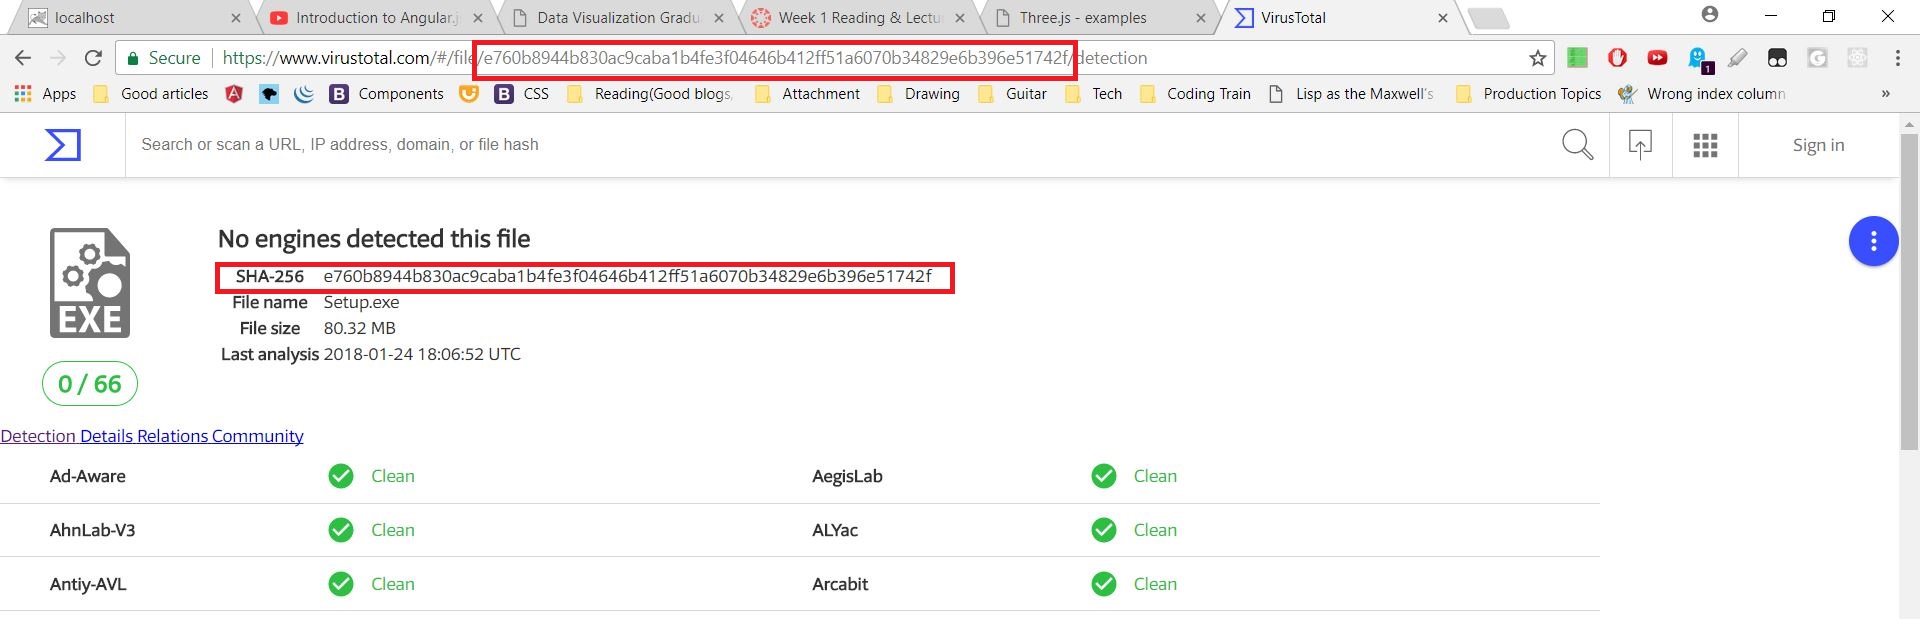 localhost Introduction to Angular.j Data Visualization Gradu Week 1 Reading & Lectu Three.js - examples VirusTotal
Secure https://www.virustotal.com/#/file/e760b8944b830ac9caba1b4fe3f04646b412ff51a6070b34829e6b396e51742f/detection
1
Apps Good articles B Components B CSS Reading(Good blogs, Attachment Drawing Guitar Tech Coding Train Lisp as the Maxwell's Production Topics Wrong index column »
Search or scan a URL, IP address, domain, or file hash Sign in
No engines detected this file
SHA-256 e760b8944b830ac9caba1b4fe3f04646b412ff51a6070b34829e6b396e51742f
File name Setup.exe
EXE
File size 80.32 MB
Last analysis 2018-01-24 18:06:52 UTC
0 / 66
Detection Details Relations Community
Ad-Aware Clean AegisLab Clean
AhnLab-V3 Clean ALYac Clean
Antiy-AVL Clean Arcabit Clean